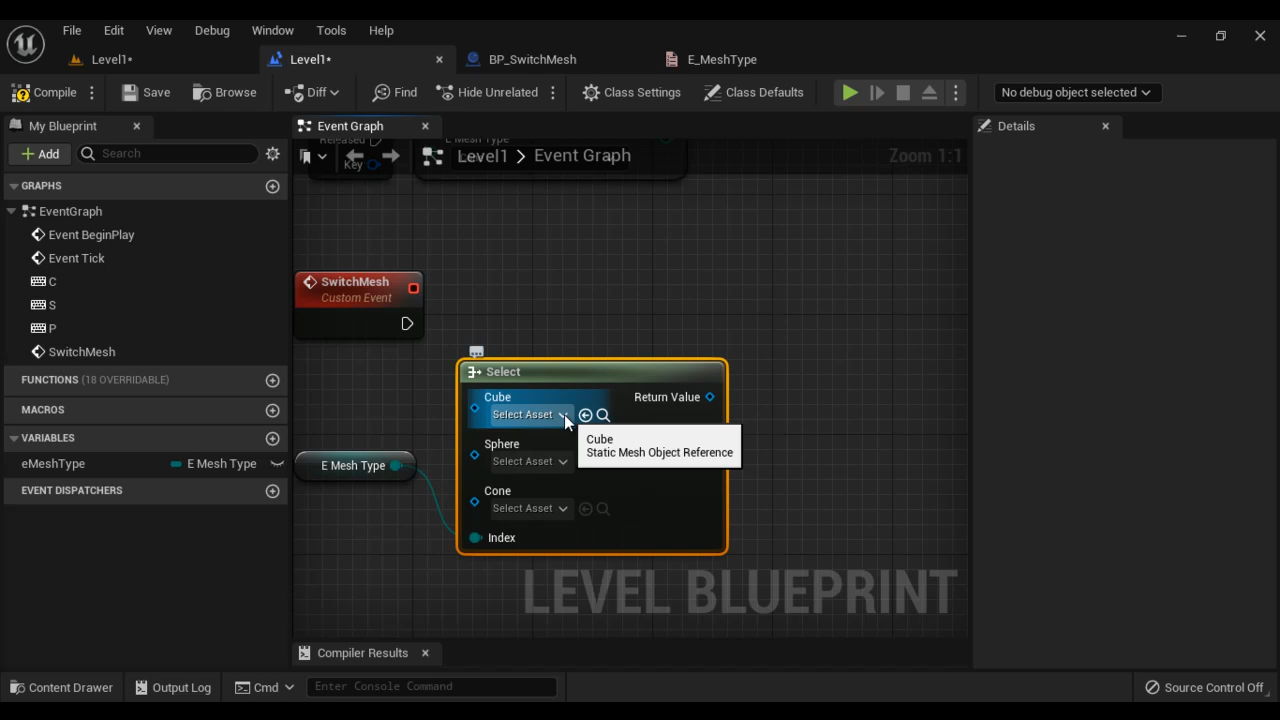 File Edit View Debug Window Tools Help
Level1* Level1* BP_SwitchMesh E_MeshType
Compile Save Browse Diff Find Hide Unrelated Class Settings Class Defaults No debug object selected
My Blueprint Event Graph Details
Add Search
Released E Mesh Type
Key Level1 > Event Graph Zoom 1:1
GRAPHS
EventGraph
Event BeginPlay
Event Tick
C
S
P
SwitchMesh
FUNCTIONS (18 OVERRIDABLE)
MACROS
VARIABLES
eMeshType E Mesh Type
EVENT DISPATCHERS
SwitchMesh
Custom Event
Select
Cube Return Value
Select Asset
Cube
Static Mesh Object Reference
Sphere
Select Asset
E Mesh Type
Cone
Select Asset
Index
LEVEL BLUEPRINT
Compiler Results
Content Drawer Output Log Cmd Enter Console Command Source Control Off